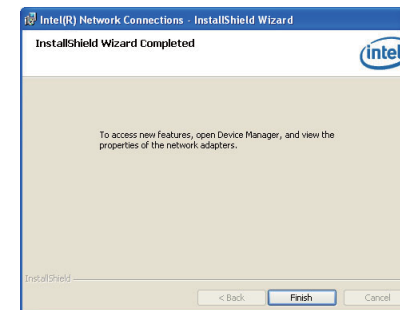 Intel(R) Network Connections - InstallShield Wizard
InstallShield Wizard Completed
intel
To access new features, open Device Manager, and view the
properties of the network adapters.
InstallShield
< Back
Finish
Cancel